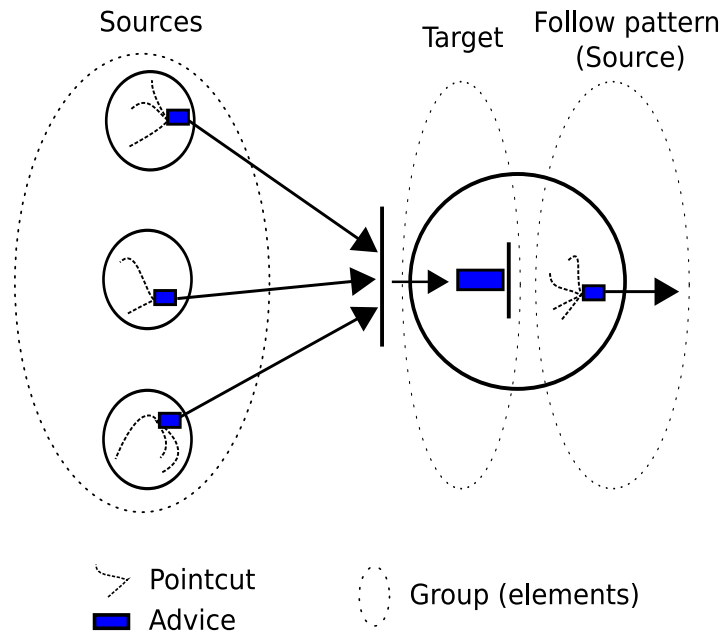 Sources
Target
Follow pattern
(Source)
Pointcut
Advice
Group (elements)